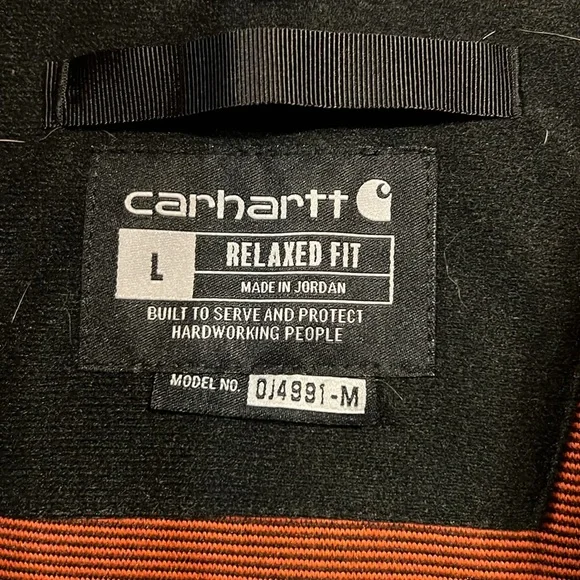 carhartt
L
RELAXED FIT
MADE IN JORDAN
BUILT TO SERVE AND PROTECT
HARDWORKING PEOPLE
MODEL NO. OJ4991-M